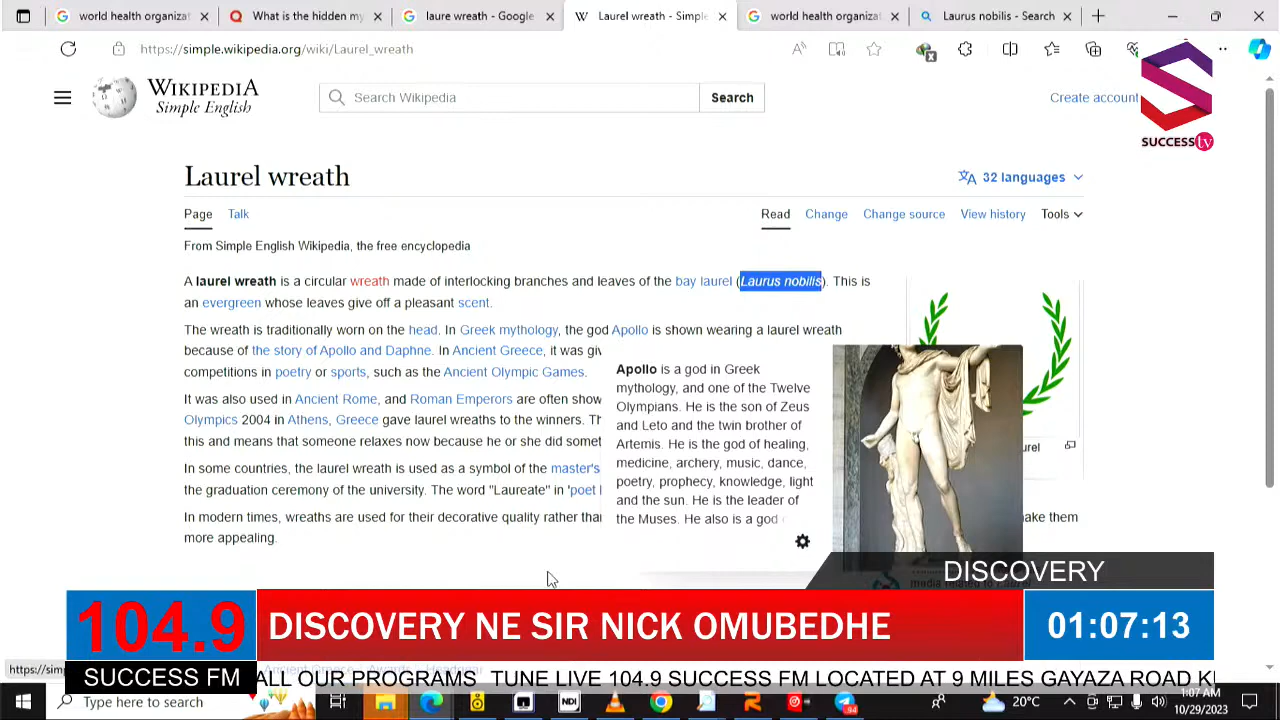 world health organizat
What is the hidden my
laure wreath - Google
Laurel wreath - Simple
world health organizat
Laurus nobilis - Search
https://simple.wikipedia.org/wiki/Laurel_wreath
WIKIPEDIA
Simple English
Search Wikipedia
Search
Create account
SUCCESS tv
Laurel wreath
32 languages
Page Talk
Read Change Change source View history Tools
From Simple English Wikipedia, the free encyclopedia
A laurel wreath is a circular wreath made of interlocking branches and leaves of the bay laurel (Laurus nobilis). This is
an evergreen whose leaves give off a pleasant scent.
The wreath is traditionally worn on the head. In Greek mythology, the god Apollo is shown wearing a laurel wreath
because of the story of Apollo and Daphne. In Ancient Greece, it was giv
competitions in poetry or sports, such as the Ancient Olympic Games.
It was also used in Ancient Rome, and Roman Emperors are often show
Olympics 2004 in Athens, Greece gave laurel wreaths to the winners. Th
this and means that someone relaxes now because he or she did somet
In some countries, the laurel wreath is used as a symbol of the master's
the graduation ceremony of the university. The word "Laureate" in 'poet l
In modern times, wreaths are used for their decorative quality rather than
make them
more appealing.
Apollo is a god in Greek
mythology, and one of the Twelve
Olympians. He is the son of Zeus
and Leto and the twin brother of
Artemis. He is the god of healing,
medicine, archery, music, dance,
poetry, prophecy, knowledge, light
and the sun. He is the leader of
the Muses. He also is a god
urel
media related to Laurel
DISCOVERY
104.9
DISCOVERY NE SIR NICK OMUBEDHE
01:07:13
https://sim
SUCCESS FM
ALL OUR PROGRAMS TUNE LIVE 104.9 SUCCESS FM LOCATED AT 9 MILES GAYAZA ROAD K
Type here to search
NDI
94
20°C
1:07 AM
10/29/2023